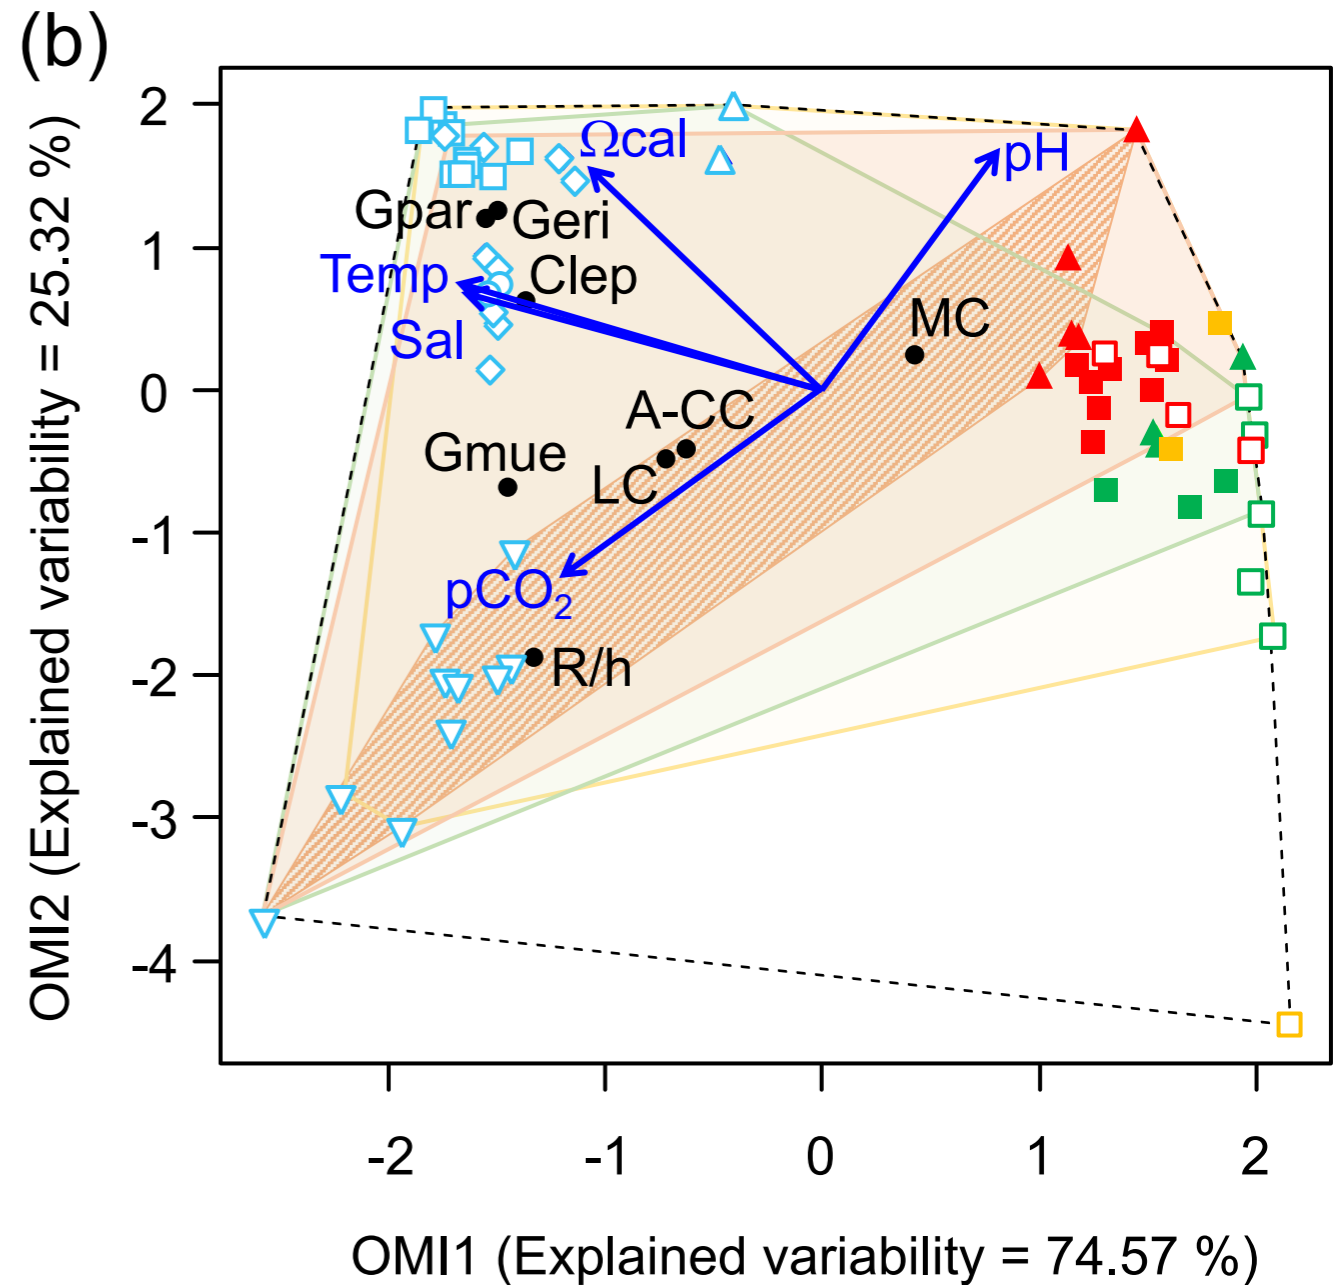 (b)
OMI2 (Explained variability = 25.32 %)
2
1
0
-1
-2
-3
-4
Ωcal
pH
Gpar
Geri
Temp
Clep
Sal
MC
A-CC
Gmue
LC
pCO₂
R/h
-2 -1 0 1 2
OMI1 (Explained variability = 74.57 %)